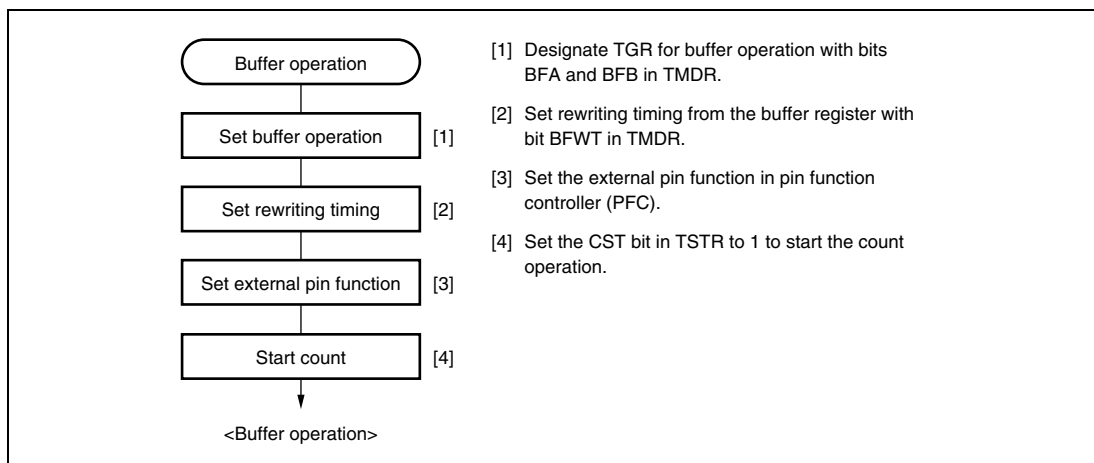 Buffer operation
Set buffer operation [1]
Set rewriting timing [2]
Set external pin function [3]
Start count [4]
<Buffer operation>
[1] Designate TGR for buffer operation with bits
BFA and BFB in TMDR.
[2] Set rewriting timing from the buffer register with
bit BFWT in TMDR.
[3] Set the external pin function in pin function
controller (PFC).
[4] Set the CST bit in TSTR to 1 to start the count
operation.